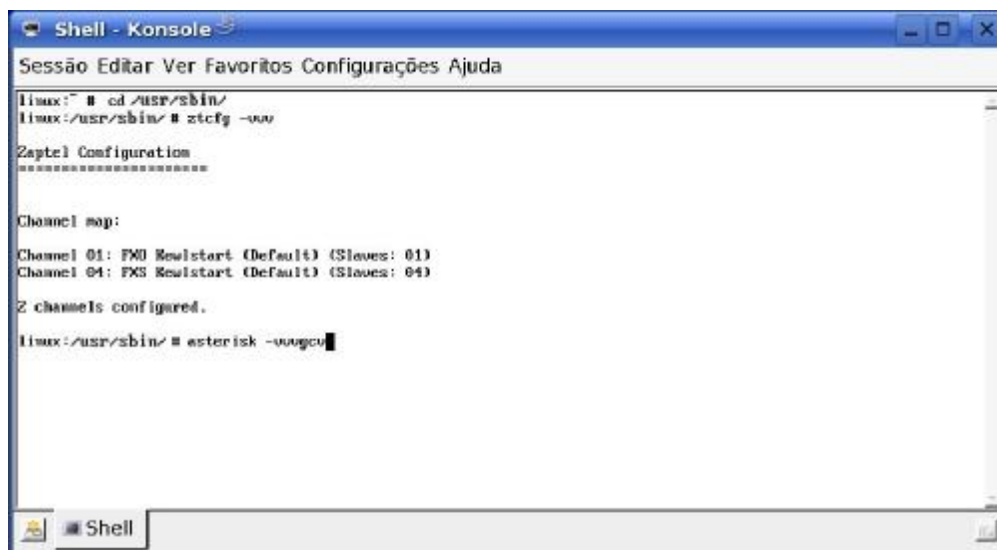 Shell - Konsole
Sessão Editar Ver Favoritos Configurações Ajuda
linux:~ # cd /usr/sbin/
linux:/usr/sbin/ # ztcfg -vvv
Zaptel Configuration
======================
Channel map:
Channel 01: FXO Kewlstart (Default) (Slaves: 01)
Channel 04: FXS Kewlstart (Default) (Slaves: 04)
2 channels configured.
linux:/usr/sbin/ # asterisk -vvvgcv
Shell